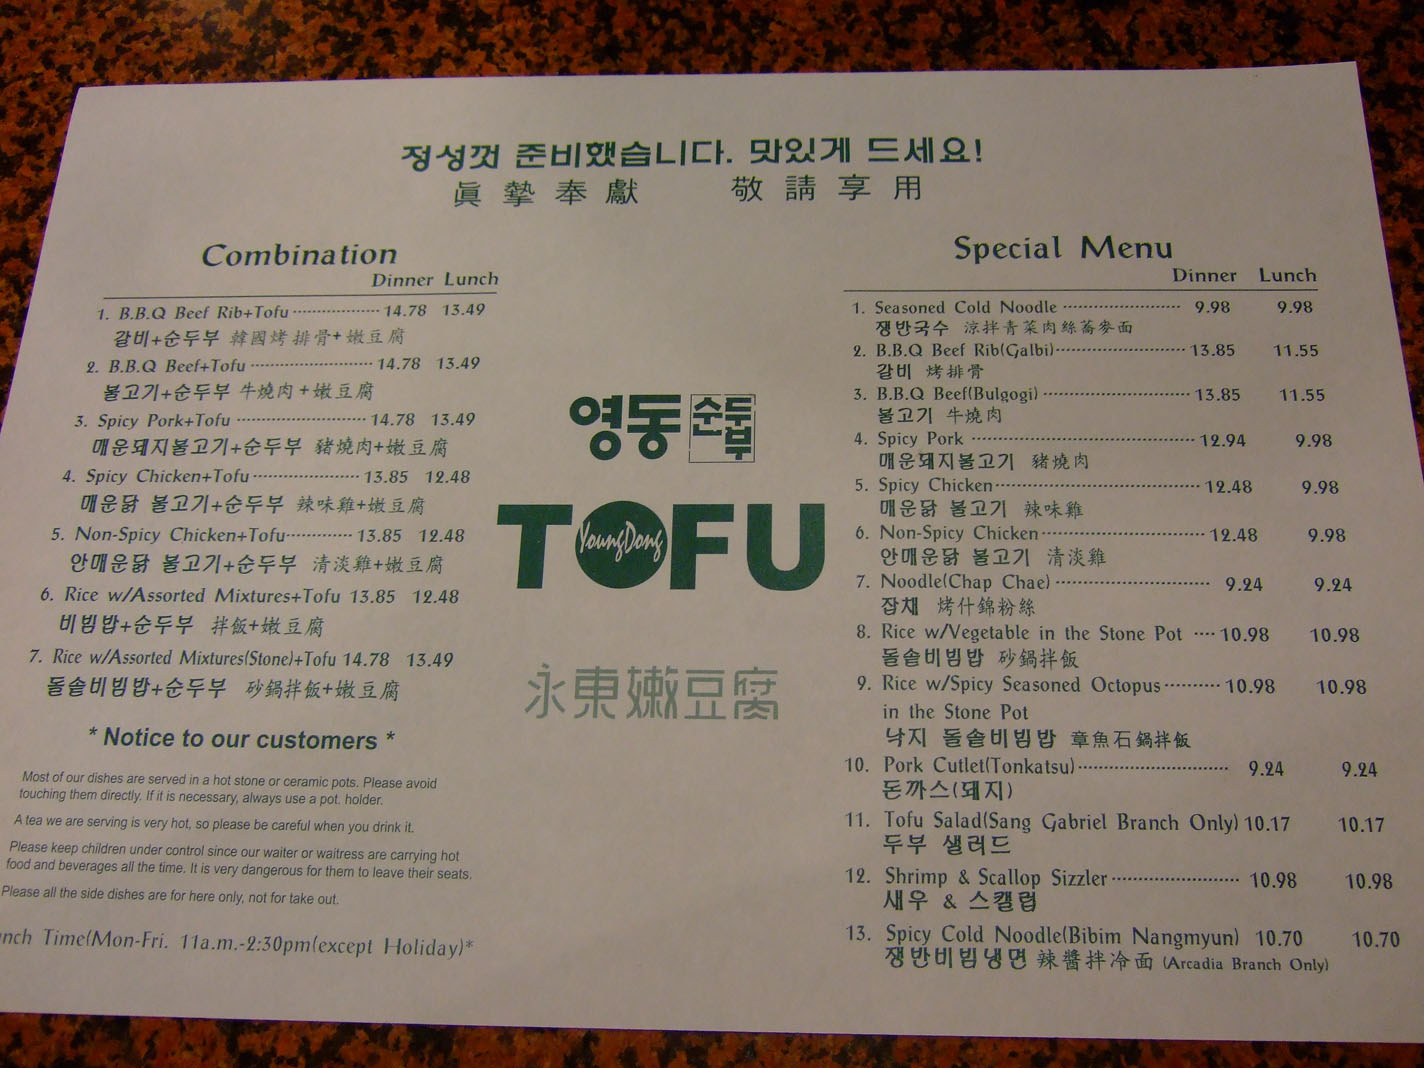 정성껏 준비했습니다. 맛있게 드세요!
眞摯奉獻 敬請享用
Combination
Dinner Lunch
1. B.B.Q Beef Rib+Tofu 14.78 13.49
갈비+순두부 韓國烤排骨+嫩豆腐
2. B.B.Q Beef+Tofu 14.78 13.49
불고기+순두부 牛燒肉+嫩豆腐
3. Spicy Pork+Tofu 14.78 13.49
매운돼지불고기+순두부 豬燒肉+嫩豆腐
4. Spicy Chicken+Tofu 13.85 12.48
매운닭 불고기+순두부 辣味雞+嫩豆腐
5. Non-Spicy Chicken+Tofu 13.85 12.48
안매운닭 불고기+순두부 清淡雞+嫩豆腐
6. Rice w/Assorted Mixtures+Tofu 13.85 12.48
비빔밥+순두부 拌飯+嫩豆腐
7. Rice w/Assorted Mixtures(Stone)+Tofu 14.78 13.49
돌솥비빔밥+순두부 砂鍋拌飯+嫩豆腐
* Notice to our customers *
Most of our dishes are served in a hot stone or ceramic pots. Please avoid
touching them directly. If it is necessary, always use a pot. holder.
A tea we are serving is very hot, so please be careful when you drink it.
Please keep children under control since our waiter or waitress are carrying hot
food and beverages all the time. It is very dangerous for them to leave their seats.
Please all the side dishes are for here only, not for take out.
nch Time(Mon-Fri. 11a.m.-2:30pm(except Holiday)*
영동 순두부
TOFU
YoungDong
永東嫩豆腐
Special Menu
Dinner Lunch
1. Seasoned Cold Noodle 9.98 9.98
쟁반국수 涼拌青菜肉絲蕎麥面
2. B.B.Q Beef Rib(Galbi) 13.85 11.55
갈비 烤排骨
3. B.B.Q Beef(Bulgogi) 13.85 11.55
불고기 牛燒肉
4. Spicy Pork 12.94 9.98
매운돼지불고기 豬燒肉
5. Spicy Chicken 12.48 9.98
매운닭 불고기 辣味雞
6. Non-Spicy Chicken 12.48 9.98
안매운닭 불고기 清淡雞
7. Noodle(Chap Chae) 9.24 9.24
잡채 烤什錦粉絲
8. Rice w/Vegetable in the Stone Pot 10.98 10.98
돌솥비빔밥 砂鍋拌飯
9. Rice w/Spicy Seasoned Octopus 10.98 10.98
in the Stone Pot
낙지 돌솥비빔밥 章魚石鍋拌飯
10. Pork Cutlet(Tonkatsu) 9.24 9.24
돈까스(돼지)
11. Tofu Salad(Sang Gabriel Branch Only) 10.17 10.17
두부 샐러드
12. Shrimp & Scallop Sizzler 10.98 10.98
새우 & 스캘럽
13. Spicy Cold Noodle(Bibim Nangmyun) 10.70 10.70
쟁반비빔냉면 辣醬拌冷面 (Arcadia Branch Only)